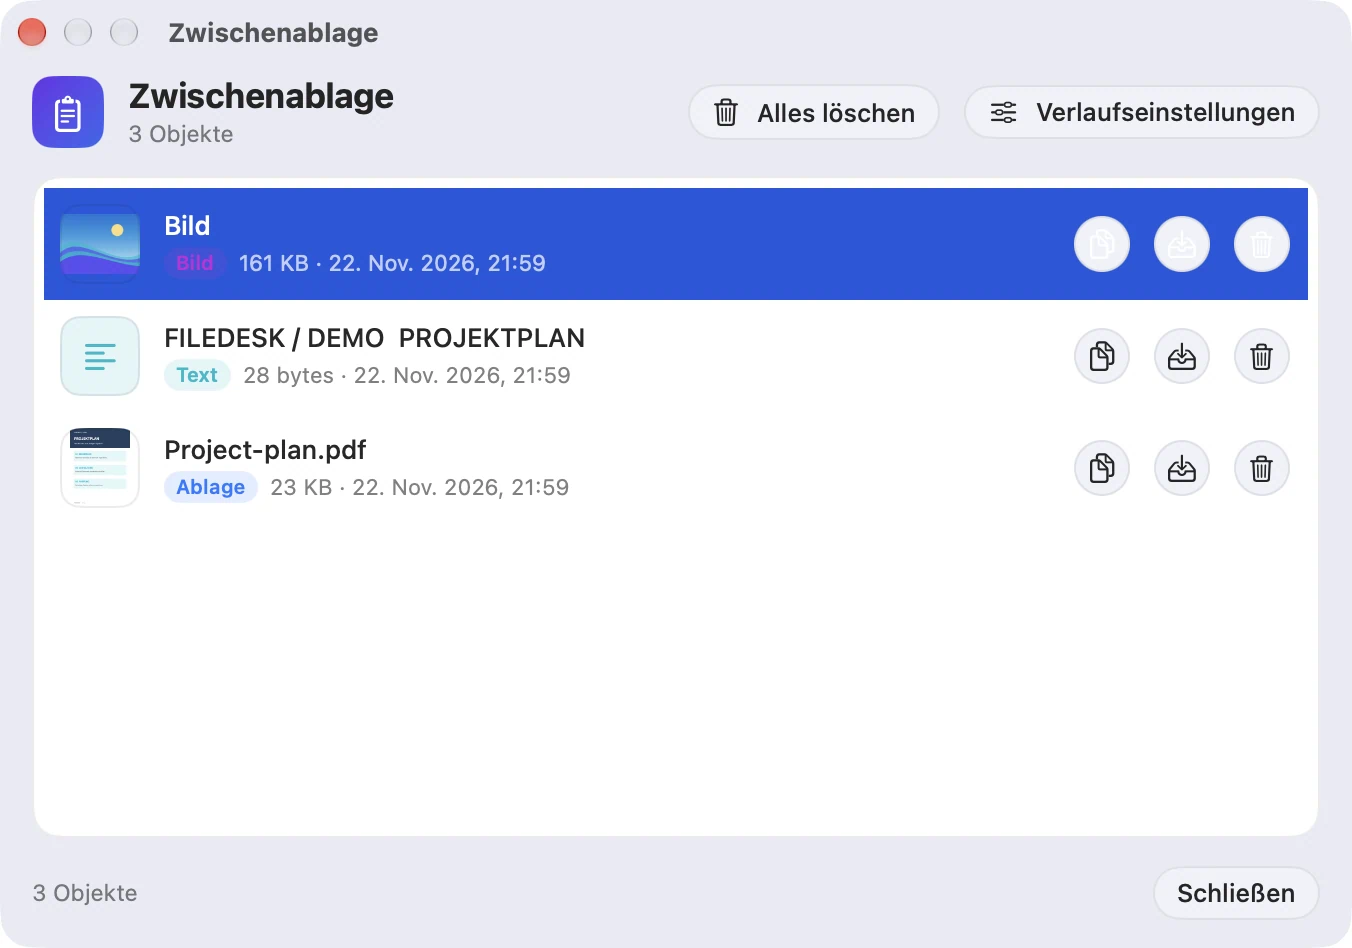 Zwischenablage
Zwischenablage
3 Objekte
Alles löschen
Verlaufseinstellungen
Bild
Bild 161 KB · 22. Nov. 2026, 21:59
FILEDESK / DEMO  PROJEKTPLAN
Text 28 bytes · 22. Nov. 2026, 21:59
PROJEKTPLAN
Project-plan.pdf
Ablage 23 KB · 22. Nov. 2026, 21:59
3 Objekte
Schließen